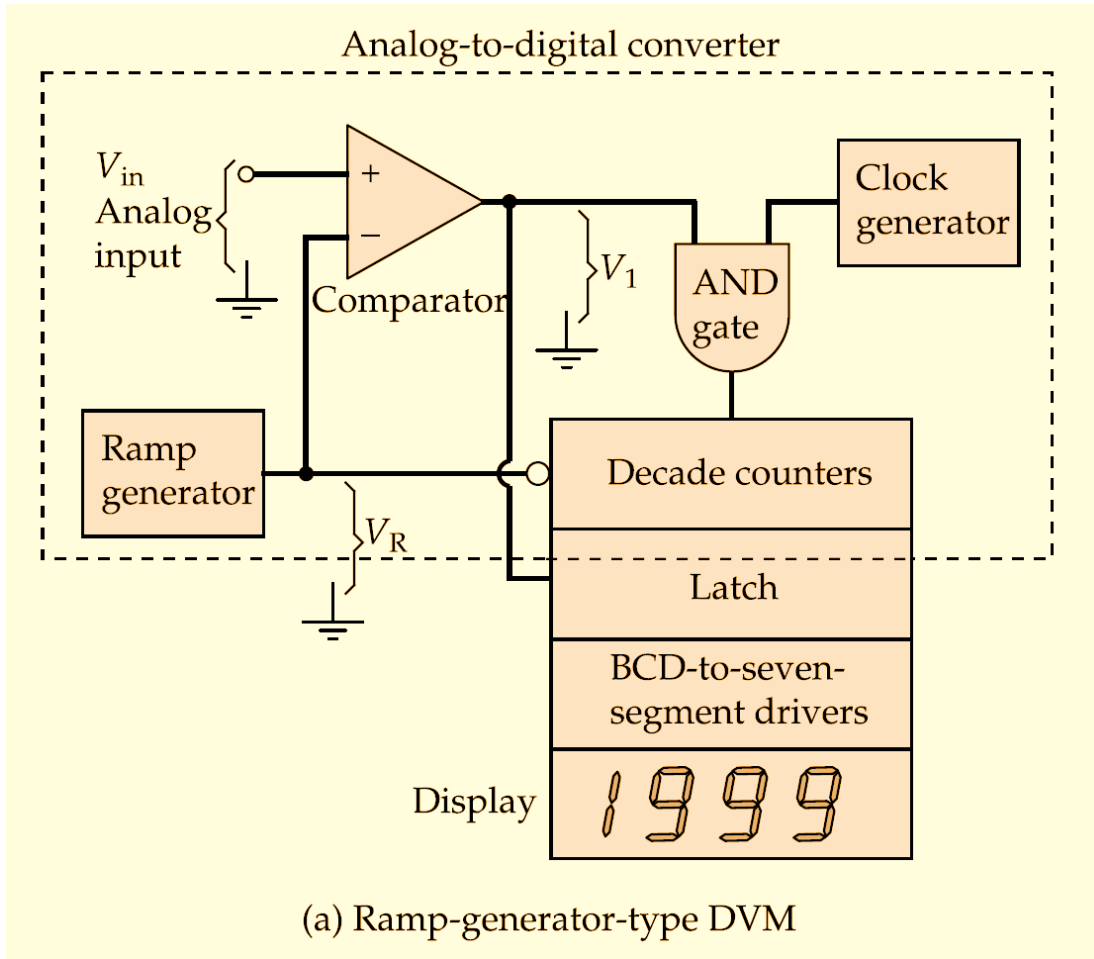 Analog-to-digital converter
Vin
Analog
input
+
−
Comparator
V1
Clock
generator
AND
gate
Ramp
generator
VR
Decade counters
Latch
BCD-to-seven-
segment drivers
Display
1999
(a) Ramp-generator-type DVM